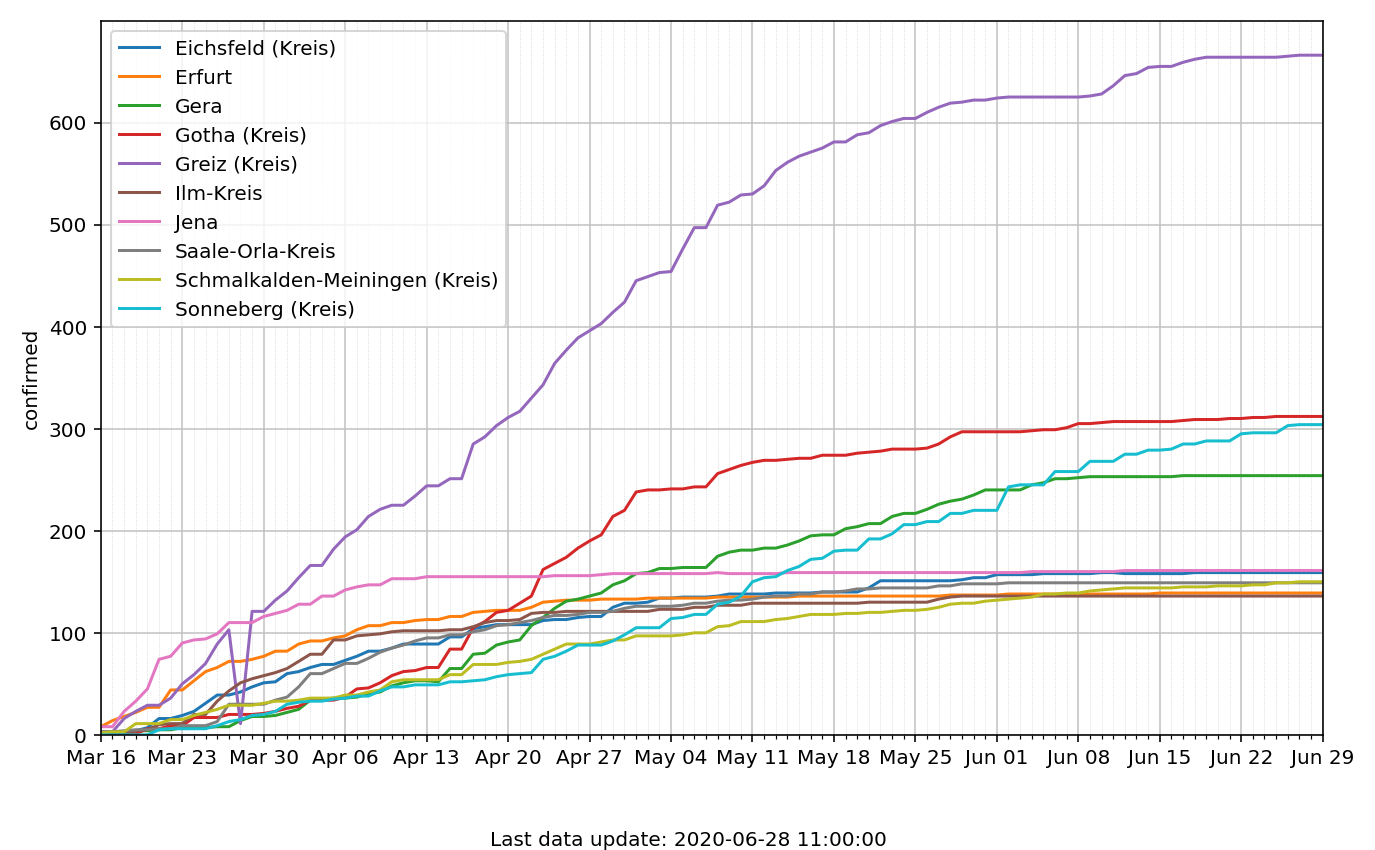 Eichsfeld (Kreis)
Erfurt
Gera
Gotha (Kreis)
Greiz (Kreis)
Ilm-Kreis
Jena
Saale-Orla-Kreis
Schmalkalden-Meiningen (Kreis)
Sonneberg (Kreis)
confirmed
600
500
400
300
200
100
0
Mar 16 Mar 23 Mar 30 Apr 06 Apr 13 Apr 20 Apr 27 May 04 May 11 May 18 May 25 Jun 01 Jun 08 Jun 15 Jun 22 Jun 29
Last data update: 2020-06-28 11:00:00